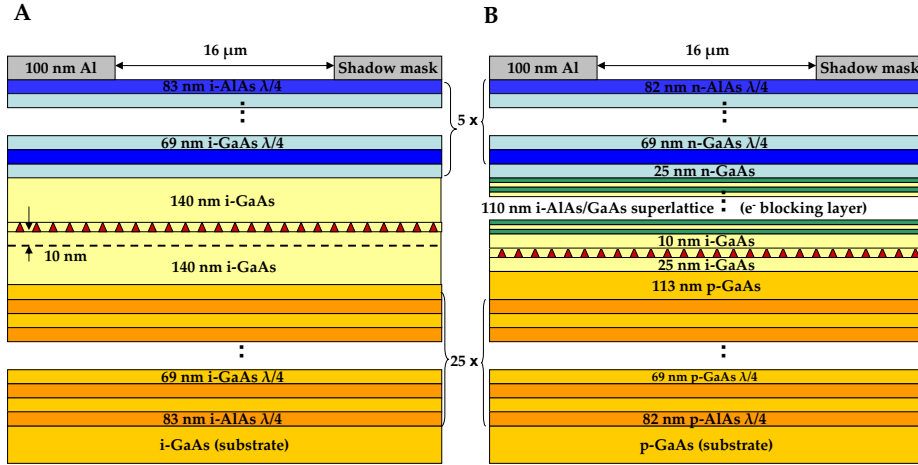 A
16 μm
100 nm Al
Shadow mask
83 nm i-AlAs λ/4
69 nm i-GaAs λ/4
140 nm i-GaAs
10 nm
140 nm i-GaAs
69 nm i-GaAs λ/4
83 nm i-AlAs λ/4
i-GaAs (substrate)
5 x
25 x
B
16 μm
100 nm Al
Shadow mask
82 nm n-AlAs λ/4
69 nm n-GaAs λ/4
25 nm n-GaAs
110 nm i-AlAs/GaAs superlattice (e⁻ blocking layer)
10 nm i-GaAs
25 nm i-GaAs
113 nm p-GaAs
69 nm p-GaAs λ/4
82 nm p-AlAs λ/4
p-GaAs (substrate)